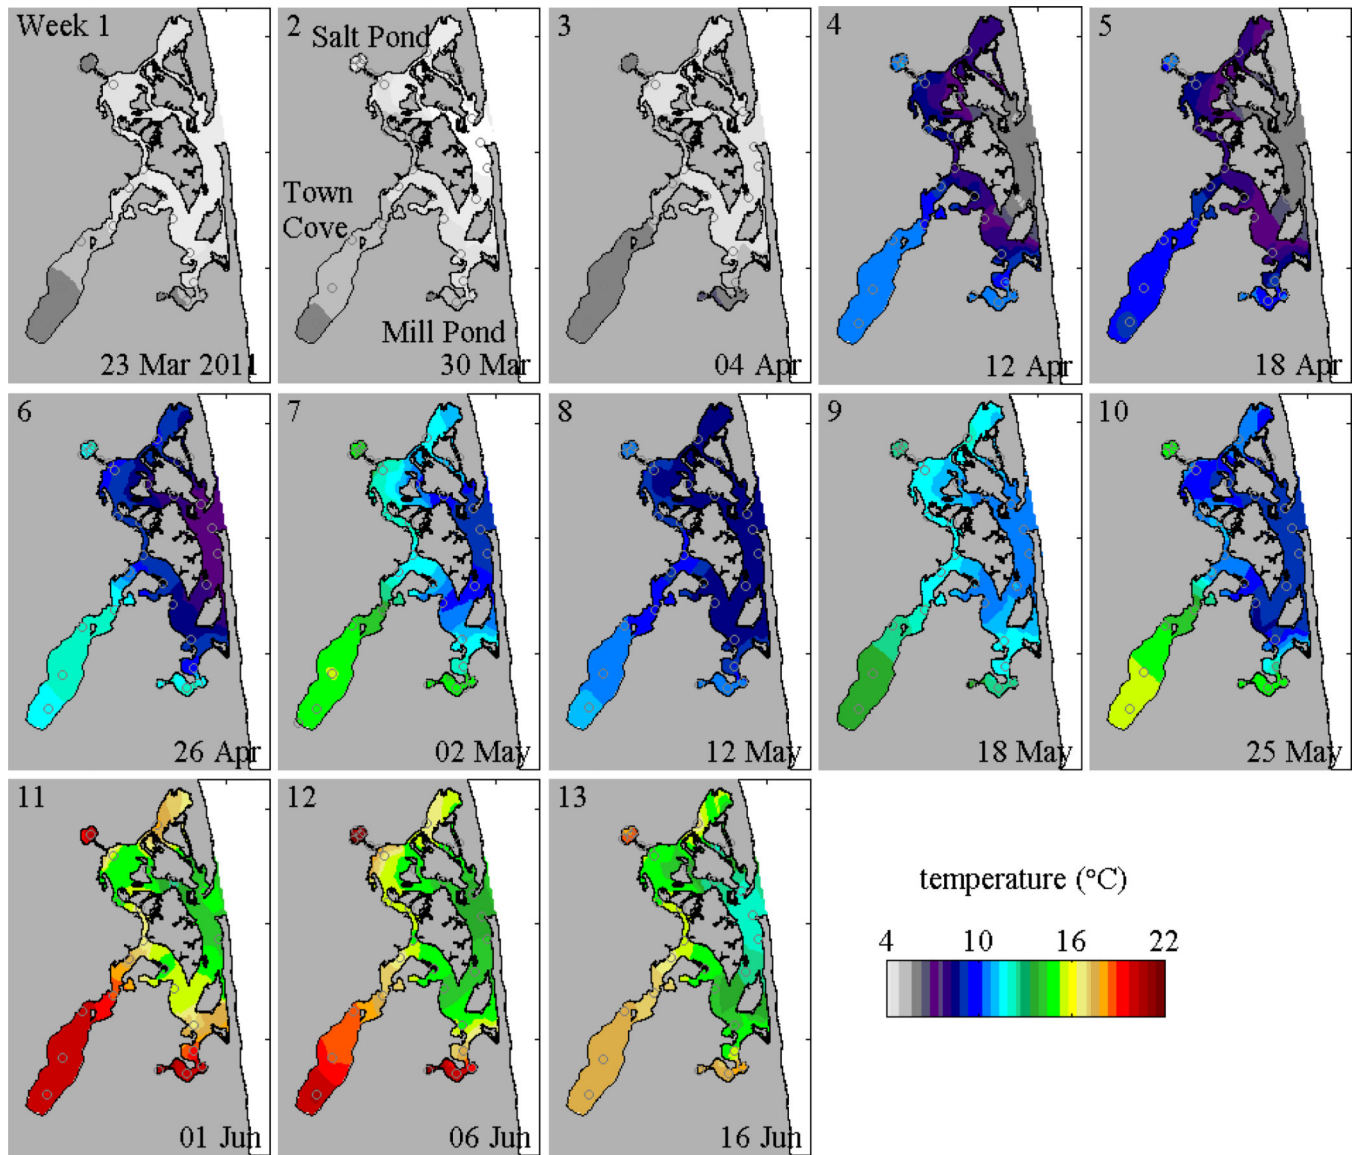 Week 1
23 Mar 2011
2
Salt Pond
Town
Cove
Mill Pond
30 Mar
3
04 Apr
4
12 Apr
5
18 Apr
6
26 Apr
7
02 May
8
12 May
9
18 May
10
25 May
11
01 Jun
12
06 Jun
13
16 Jun
temperature (°C)
4 10 16 22